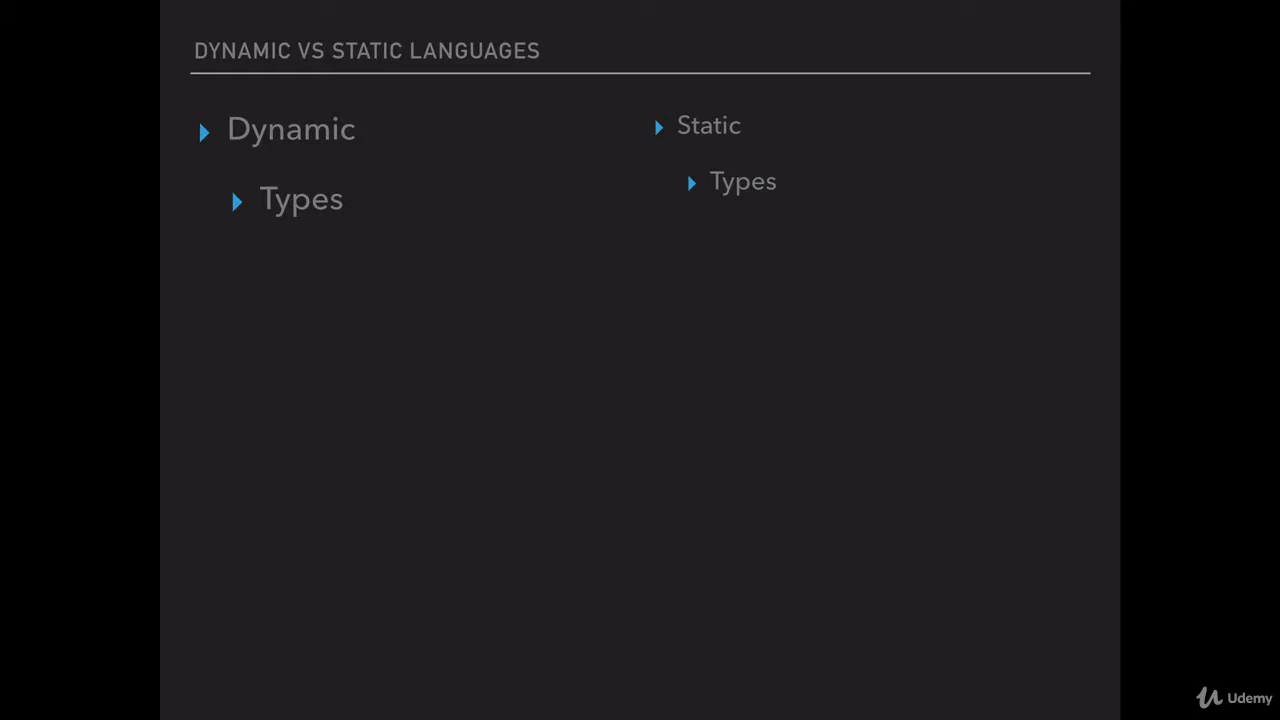 DYNAMIC VS STATIC LANGUAGES
Dynamic
Types
Static
Types
Udemy